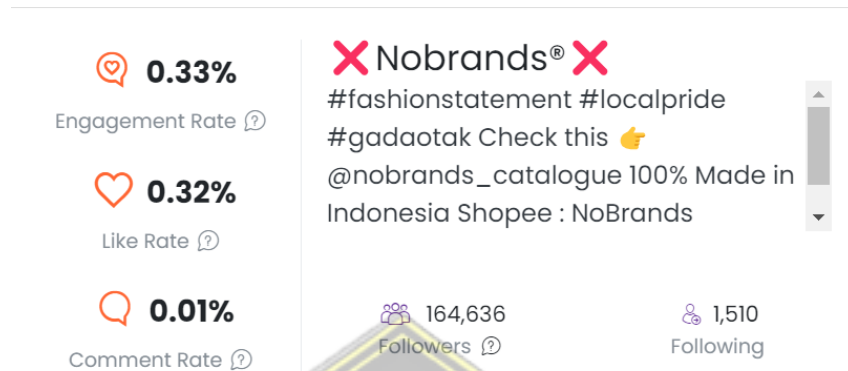 0.33%
Engagement Rate
0.32%
Like Rate
0.01%
Comment Rate
❌Nobrands®❌
#fashionstatement #localpride
#gadaotak Check this 👉
@nobrands_catalogue 100% Made in
Indonesia Shopee : NoBrands
164,636
Followers
1,510
Following